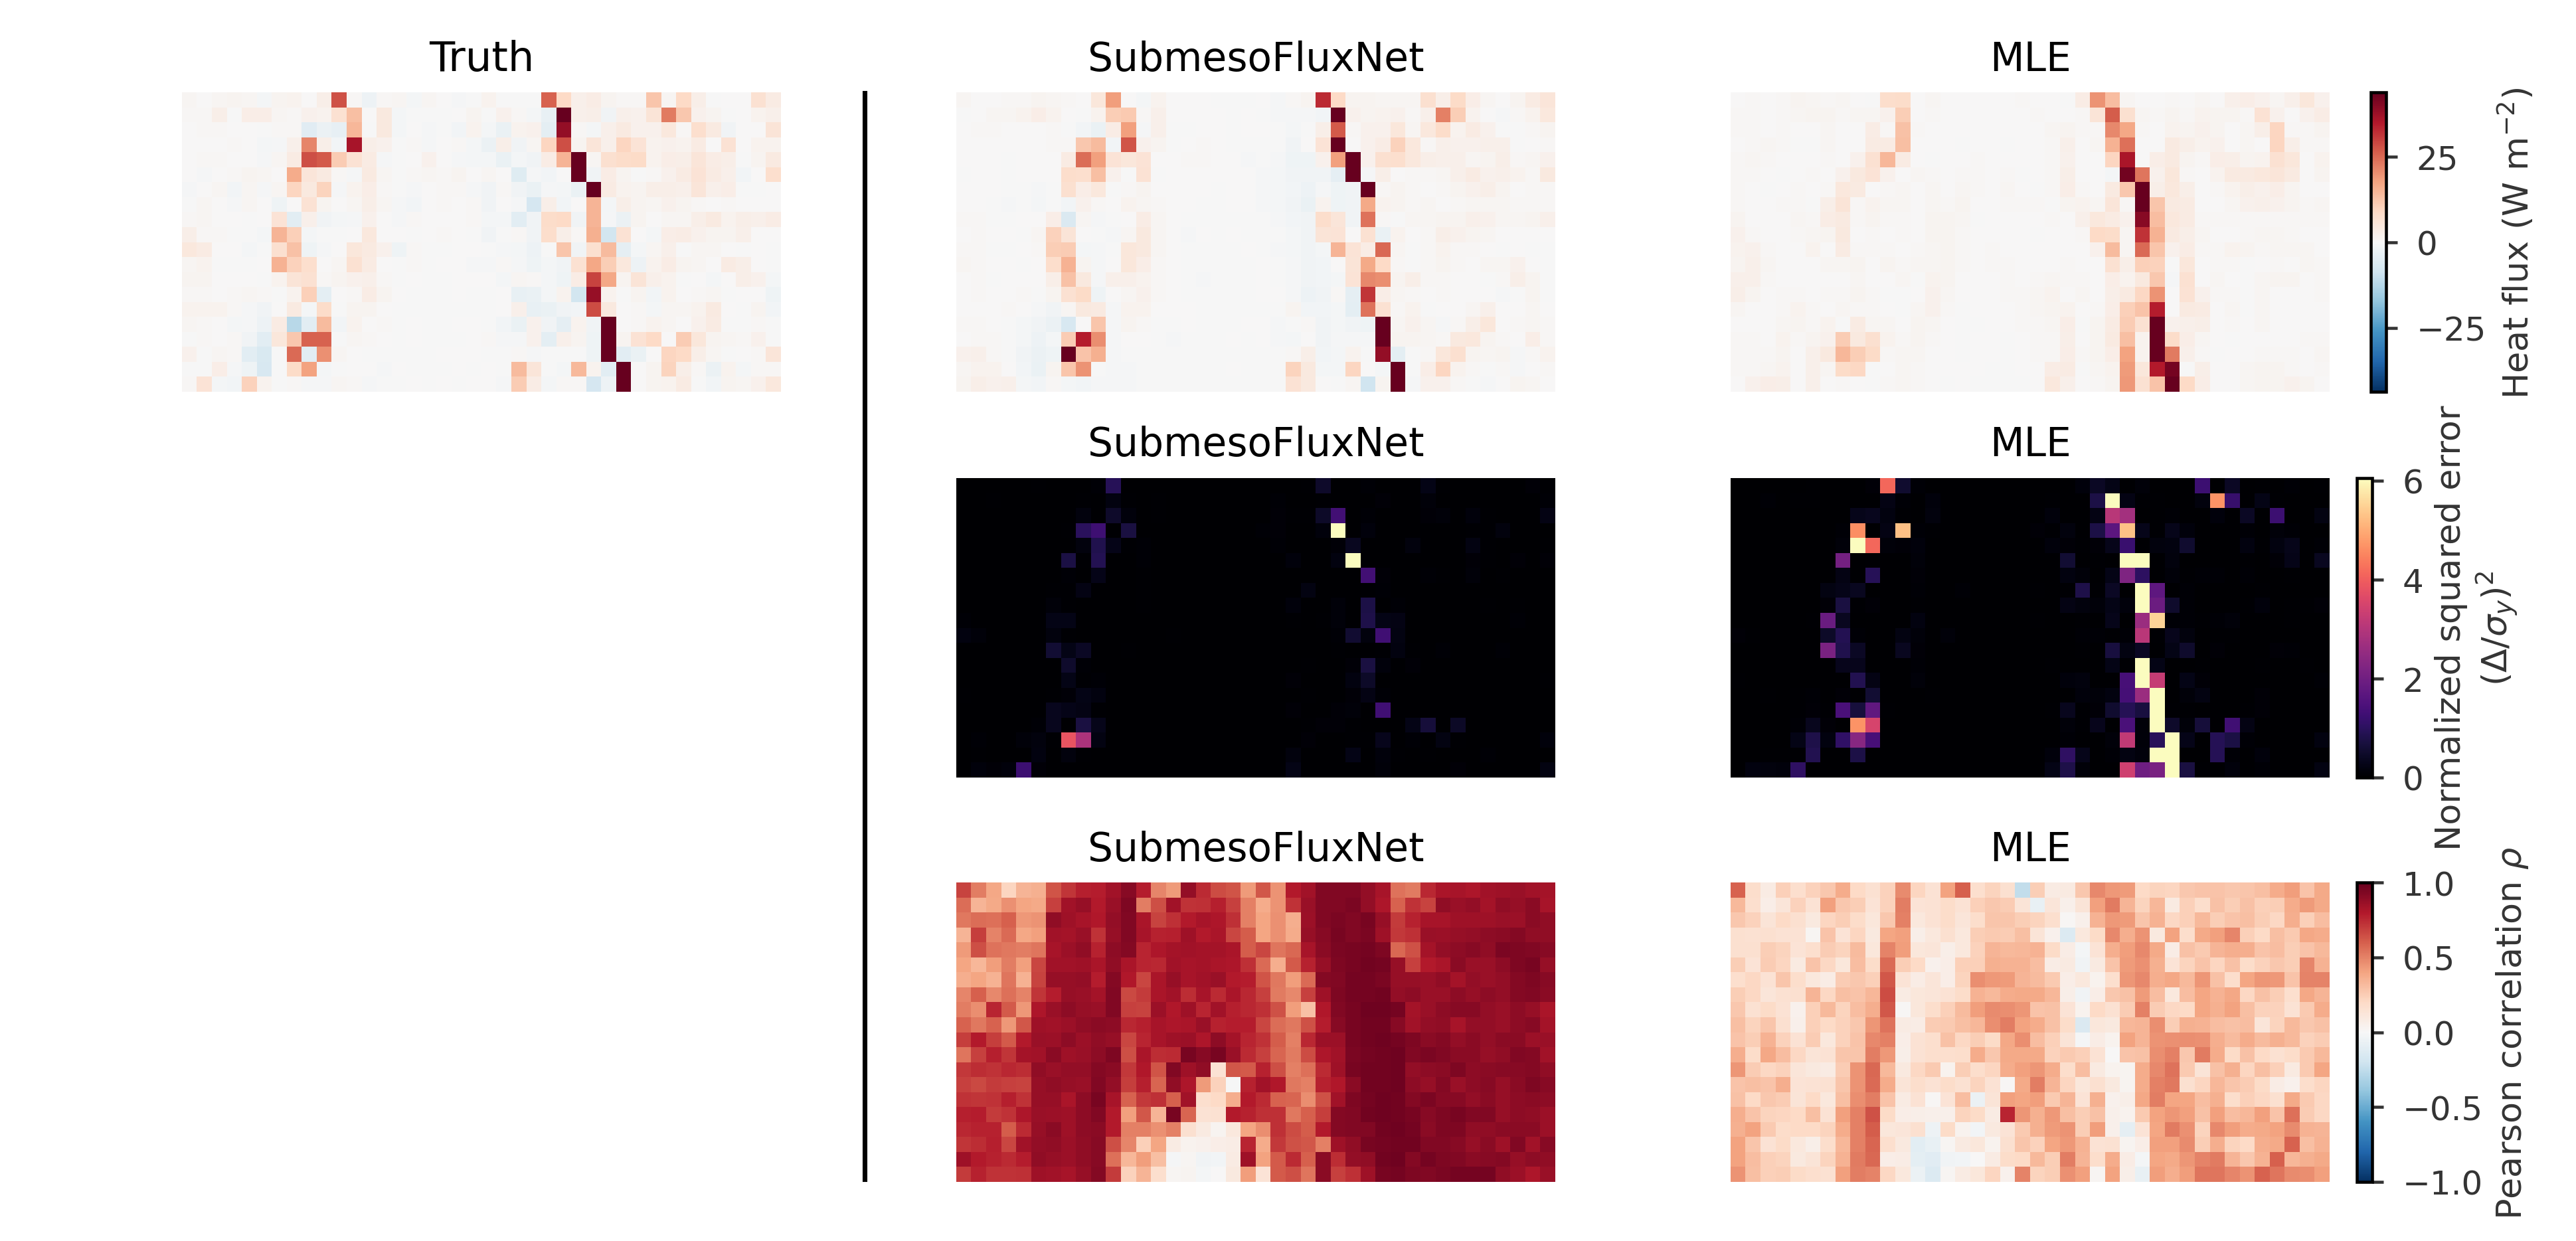 Truth
SubmesoFluxNet
MLE
25
0
−25
Heat flux (W m⁻²)
SubmesoFluxNet
MLE
6
4
2
0
Normalized squared error
(Δ/σ_y)²
SubmesoFluxNet
MLE
1.0
0.5
0.0
−0.5
−1.0
Pearson correlation ρ